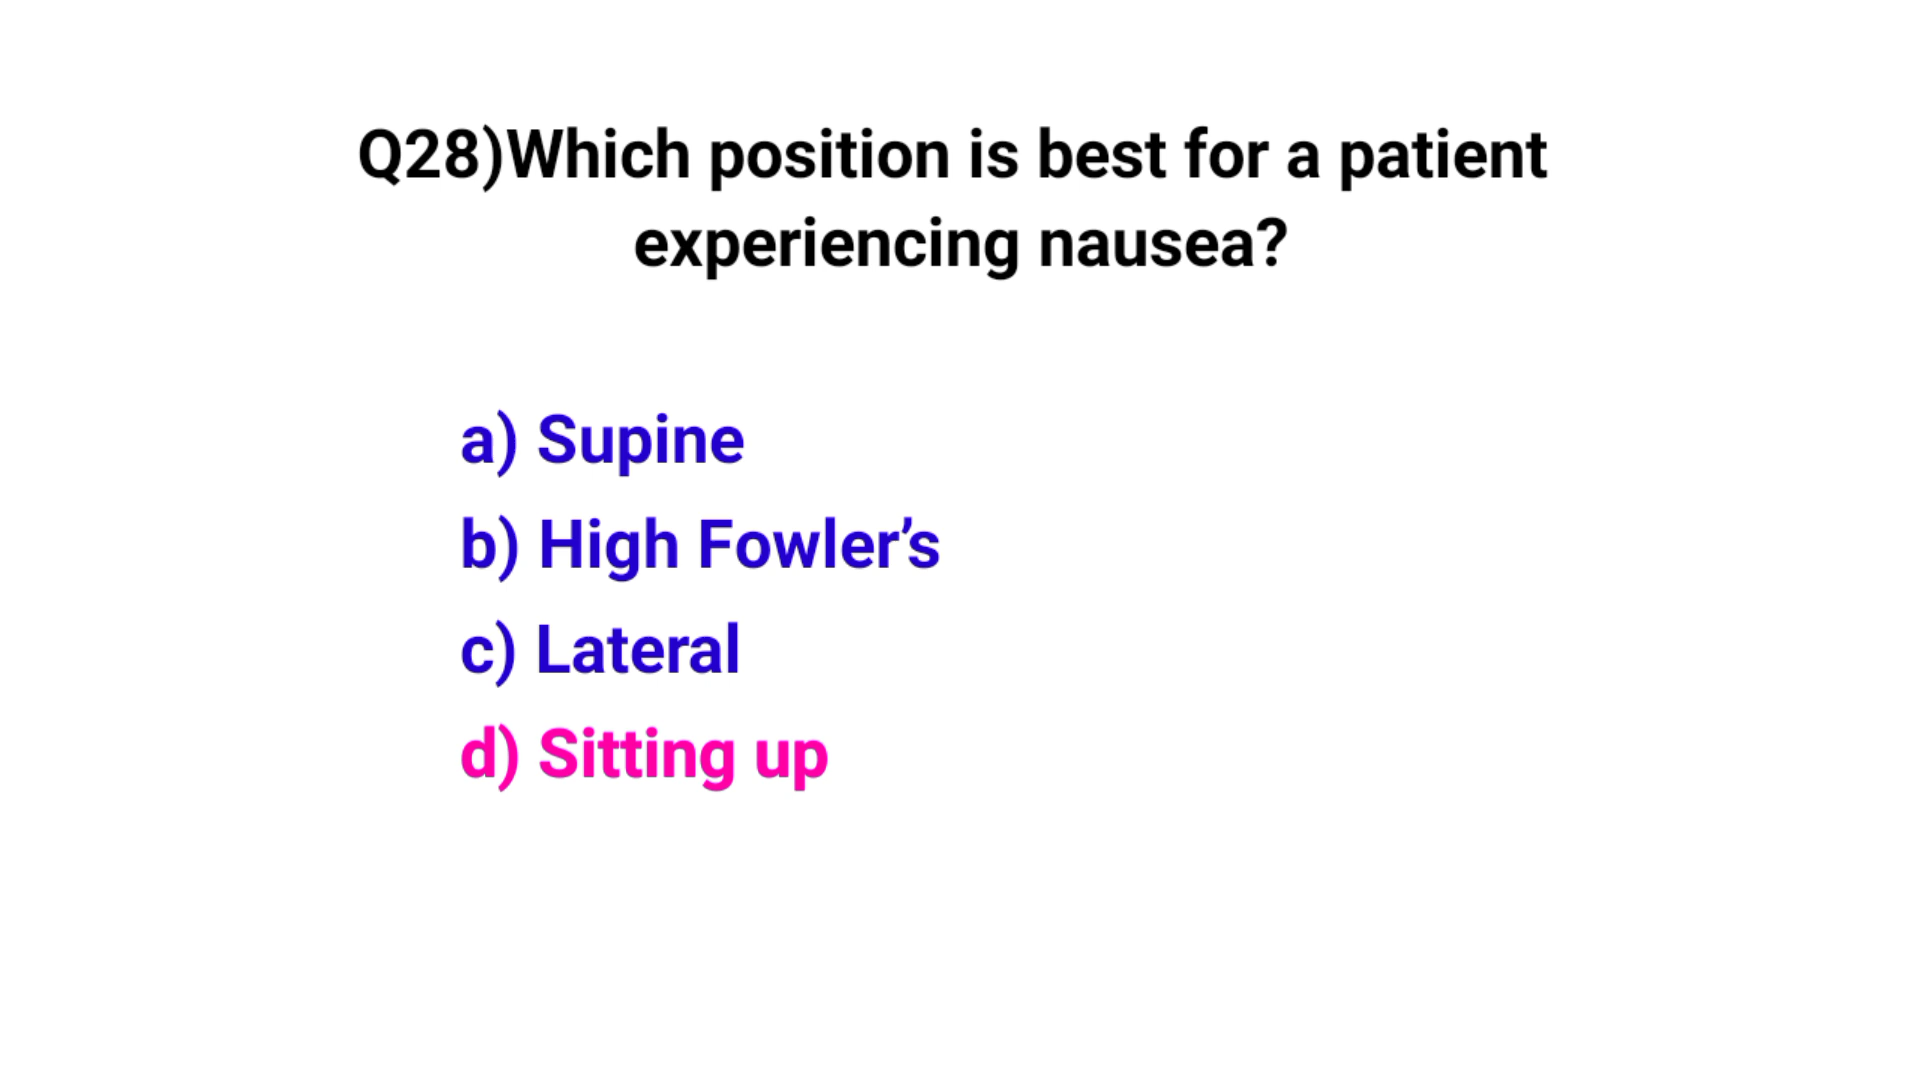 Q28)Which position is best for a patient
experiencing nausea?
a) Supine
b) High Fowler’s
c) Lateral
d) Sitting up